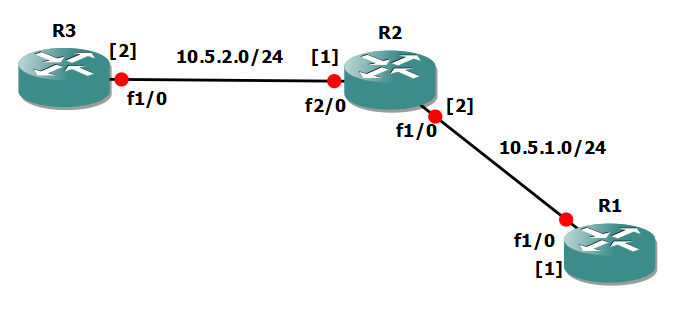 R3
[2]
10.5.2.0/24
[1]
R2
f1/0
f2/0
[2]
f1/0
10.5.1.0/24
R1
f1/0
[1]